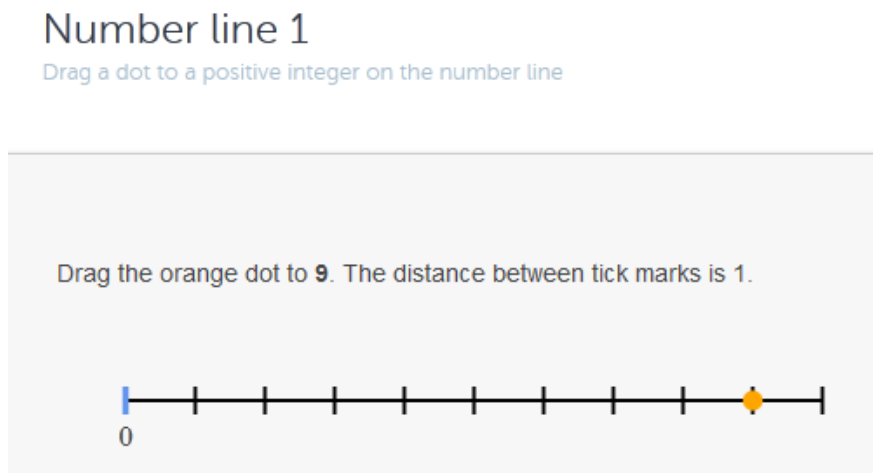 Number line 1
Drag a dot to a positive integer on the number line
Drag the orange dot to 9. The distance between tick marks is 1.
0